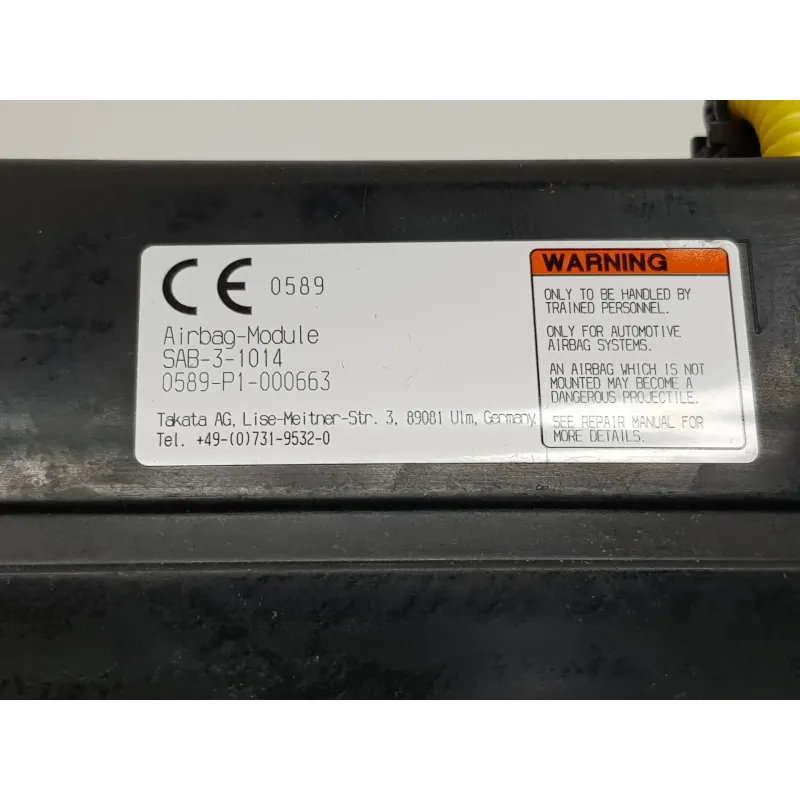 CE 0589
Airbag-Module
SAB-3-1014
0589-P1-000663
Takata AG, Lise-Meitner-Str. 3, 89081 Ulm, Germany
Tel. +49-(0)731-9532-0
WARNING
ONLY TO BE HANDLED BY
TRAINED PERSONNEL.
ONLY FOR AUTOMOTIVE
AIRBAG SYSTEMS.
AN AIRBAG WHICH IS NOT
MOUNTED MAY BECOME A
DANGEROUS PROJECTILE.
SEE REPAIR MANUAL FOR
MORE DETAILS.